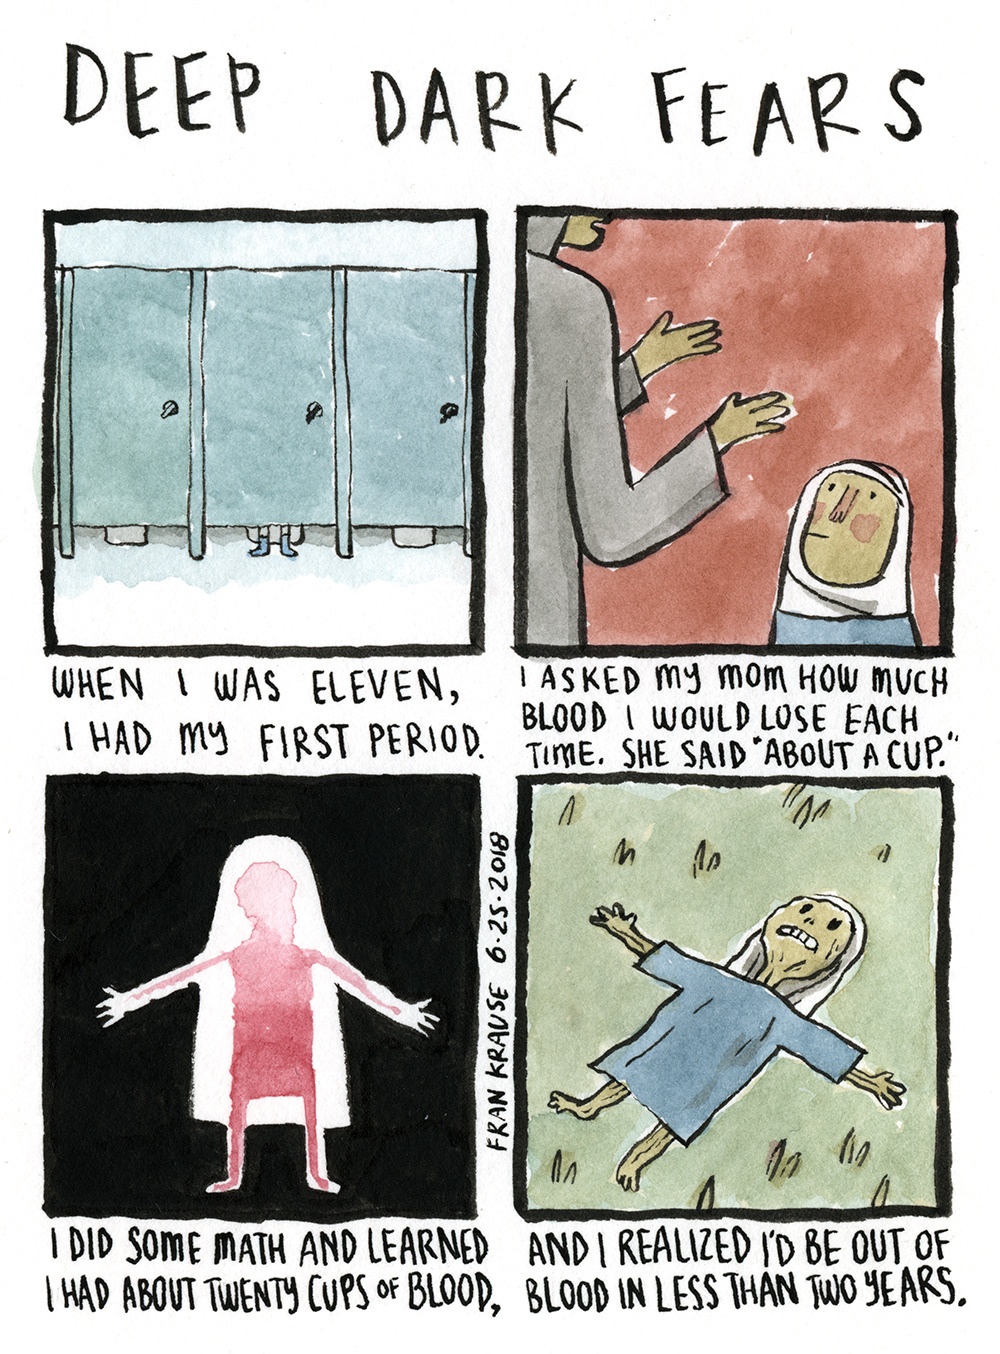 DEEP DARK FEARS
WHEN I WAS ELEVEN,
I HAD MY FIRST PERIOD.
I ASKED MY MOM HOW MUCH
BLOOD I WOULD LOSE EACH
TIME. SHE SAID "ABOUT A CUP."
I DID SOME MATH AND LEARNED
I HAD ABOUT TWENTY CUPS OF BLOOD,
FRAN KRAUSE 6-25-2018
AND I REALIZED I'D BE OUT OF
BLOOD IN LESS THAN TWO YEARS.